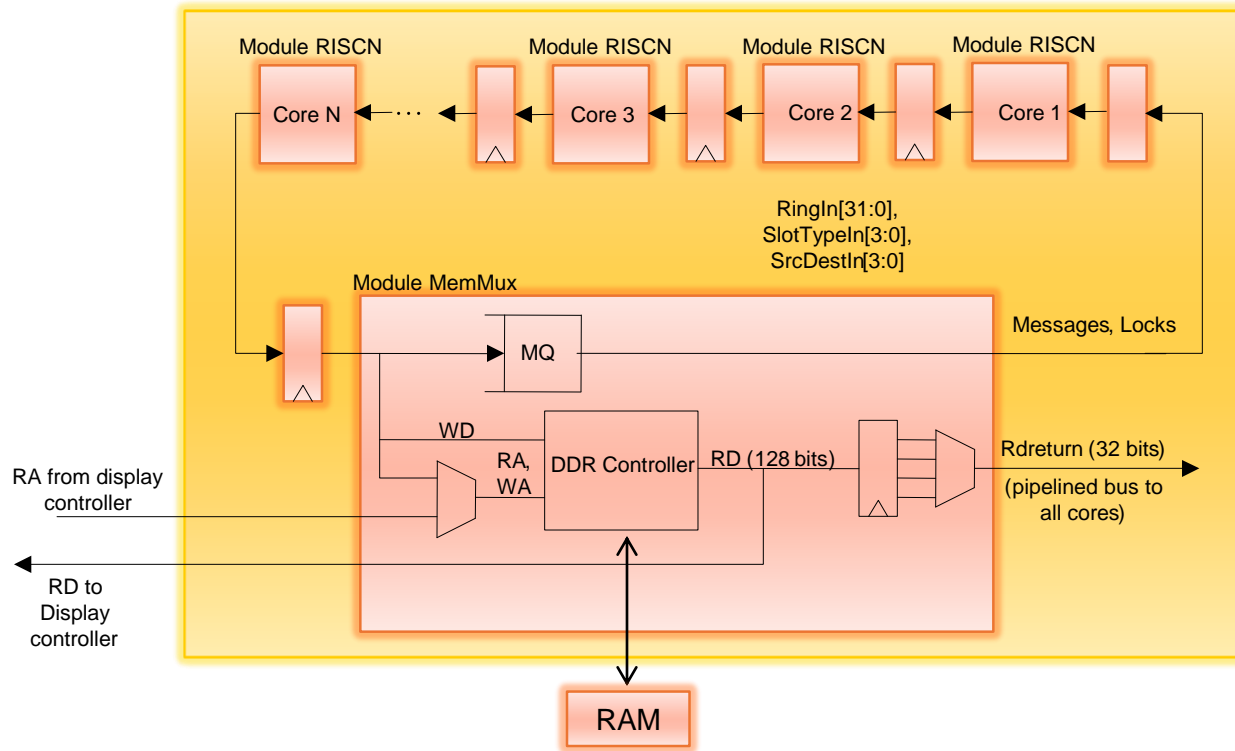 Module RISCN
Module RISCN
Module RISCN
Module RISCN
Core N
...
Core 3
Core 2
Core 1
RingIn[31:0],
SlotTypeIn[3:0],
SrcDestIn[3:0]
Module MemMux
Messages, Locks
MQ
WD
RA,
WA
DDR Controller
RD (128 bits)
Rdreturn (32 bits)
(pipelined bus to
all cores)
RA from display
controller
RD to
Display
controller
RAM